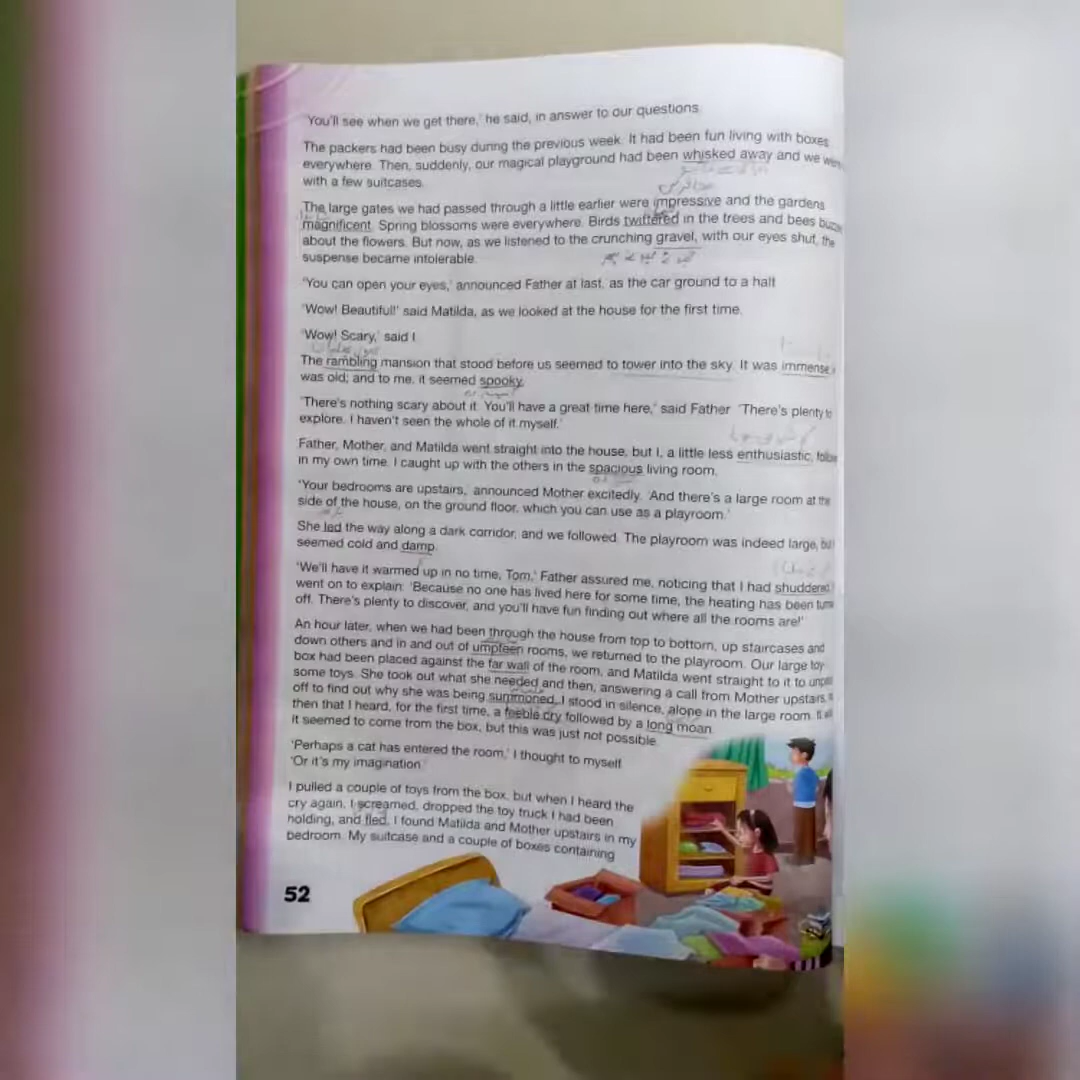 'You'll see when we get there,' he said, in answer to our questions.
The packers had been busy during the previous week. It had been fun living with boxes
everywhere. Then, suddenly, our magical playground had been whisked away and we were
with a few suitcases.
The large gates we had passed through a little earlier were impressive and the gardens
magnificent. Spring blossoms were everywhere. Birds twittered in the trees and bees
about the flowers. But now, as we listened to the crunching gravel, with our eyes shut, the
suspense became intolerable.
'You can open your eyes,' announced Father at last, as the car ground to a halt.
'Wow! Beautiful!' said Matilda, as we looked at the house for the first time.
'Wow! Scary,' said I.
The rambling mansion that stood before us seemed to tower into the sky. It was immense,
was old; and to me, it seemed spooky.
'There's nothing scary about it. You'll have a great time here,' said Father. 'There's plenty to
explore. I haven't seen the whole of it myself.'
Father, Mother, and Matilda went straight into the house, but I, a little less enthusiastic,
in my own time. I caught up with the others in the spacious living room.
'Your bedrooms are upstairs,' announced Mother excitedly. 'And there's a large room at the
side of the house, on the ground floor, which you can use as a playroom.'
She led the way along a dark corridor, and we followed. The playroom was indeed large, but
seemed cold and damp.
'We'll have it warmed up in no time, Tom,' Father assured me, noticing that I had shuddered.
went on to explain: 'Because no one has lived here for some time, the heating has been
off. There's plenty to discover, and you'll have fun finding out where all the rooms are!'
An hour later, when we had been through the house from top to bottom, up staircases and
down others and in and out of umpteen rooms, we returned to the playroom. Our large toy
box had been placed against the far wall of the room, and Matilda went straight to it to
some toys. She took out what she needed and then, answering a call from Mother upstairs,
off to find out why she was being summoned. I stood in silence, alone in the large room. It
then that I heard, for the first time, a feeble cry followed by a long moan.
it seemed to come from the box, but this was just not possible.
'Perhaps a cat has entered the room,' I thought to myself.
'Or it's my imagination.'
I pulled a couple of toys from the box, but when I heard the
cry again, I screamed, dropped the toy truck I had been
holding, and fled. I found Matilda and Mother upstairs in my
bedroom. My suitcase and a couple of boxes containing
52